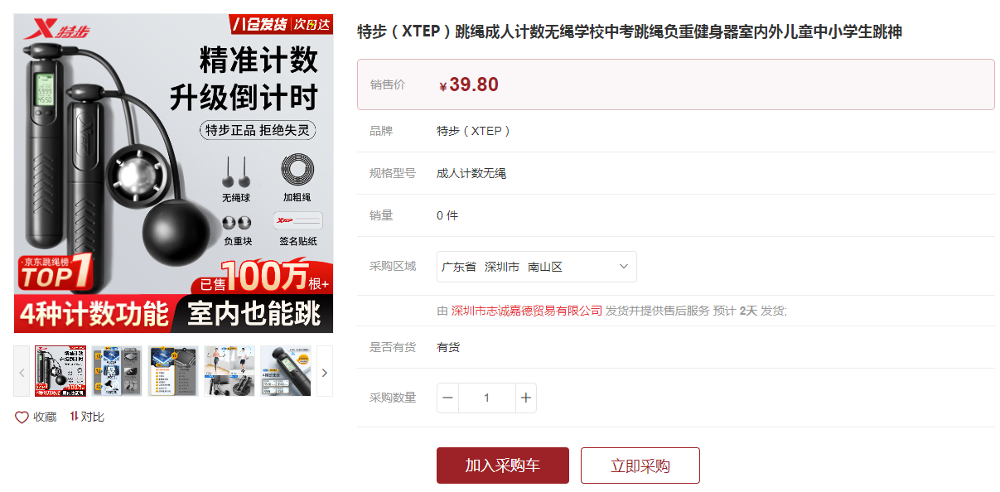 X 特步
八仓发货 次日达
精准计数
升级倒计时
特步正品 拒绝失灵
无绳球
加粗绳
负重块
签名贴纸
京东跳绳榜
TOP1
已售100万根+
4种计数功能 室内也能跳
收藏
对比
特步（XTEP）跳绳成人计数无绳学校中考跳绳负重健身器室内外儿童中小学生跳神
销售价 ¥39.80
品牌 特步（XTEP）
规格型号 成人计数无绳
销量 0 件
采购区域 广东省 深圳市 南山区
由 深圳市志诚嘉德贸易有限公司 发货并提供售后服务 预计 2天 发货;
是否有货 有货
采购数量 1
加入采购车 立即采购